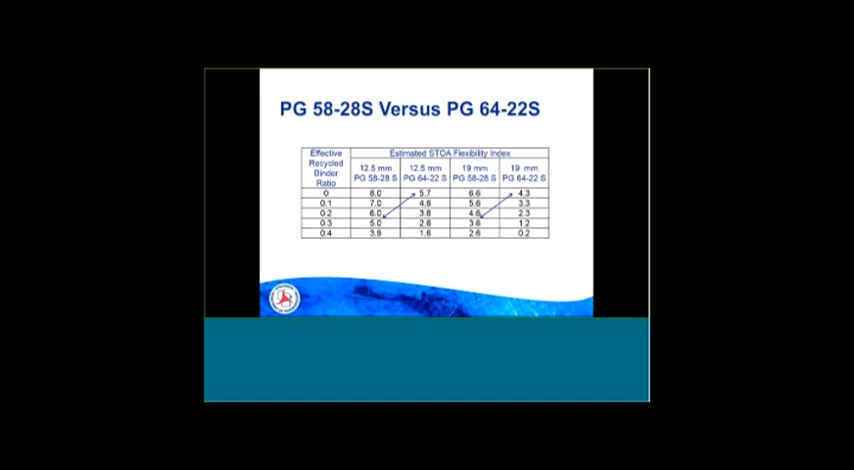 PG 58-28S Versus PG 64-22S
Effective Recycled Binder Ratio
Estimated STOA Flexibility Index
12.5 mm PG 58-28 S 12.5 mm PG 64-22 S 19 mm PG 58-28 S 19 mm PG 64-22 S
0 8.0 5.7 6.6 4.3
0.1 7.0 4.6 5.6 3.3
0.2 6.0 3.6 4.6 2.3
0.3 5.0 2.6 3.6 1.2
0.4 3.9 1.6 2.6 0.2